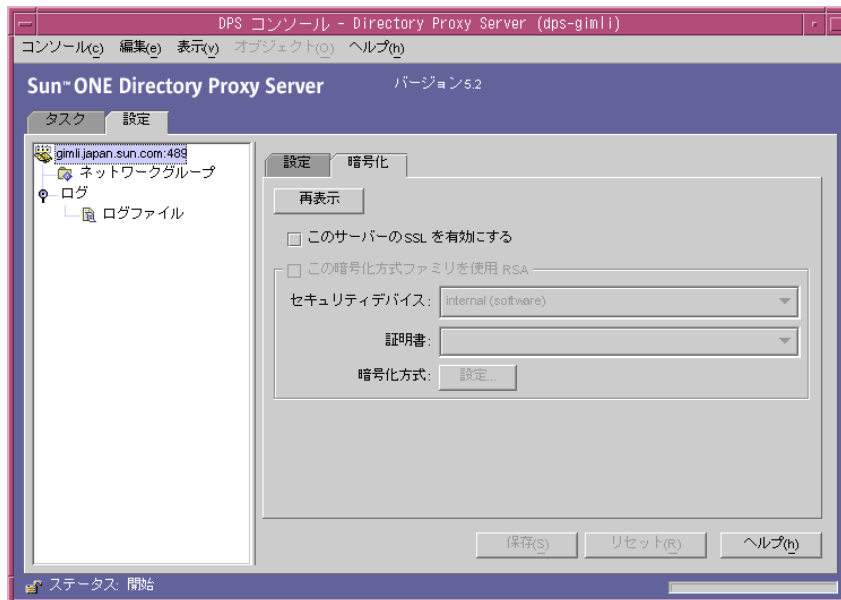 DPS コンソール - Directory Proxy Server (dps-gimli)
コンソール(c) 編集(e) 表示(v) オブジェクト(O) ヘルプ(h)
Sun™ ONE Directory Proxy Server バージョン5.2
タスク 設定
gimli.japan.sun.com:489
ネットワークグループ
ログ
ログファイル
設定 暗号化
再表示
このサーバーのSSL を有効にする
この暗号化方式ファミリを使用 RSA
セキュリティデバイス: internal (software)
証明書:
暗号化方式: 設定...
保存(S) リセット(R) ヘルプ(h)
ステータス: 開始